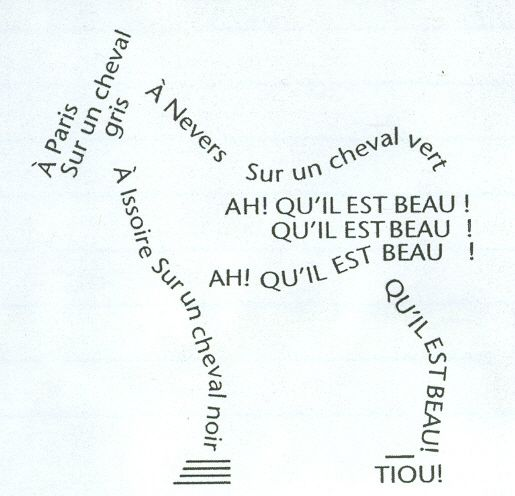 À Paris
Sur un cheval
gris
À Nevers
Sur un cheval vert
À Issoire Sur un cheval noir
AH! QU'IL EST BEAU !
QU'IL EST BEAU !
AH! QU'IL EST BEAU !
QU'IL EST BEAU!
TIOU!